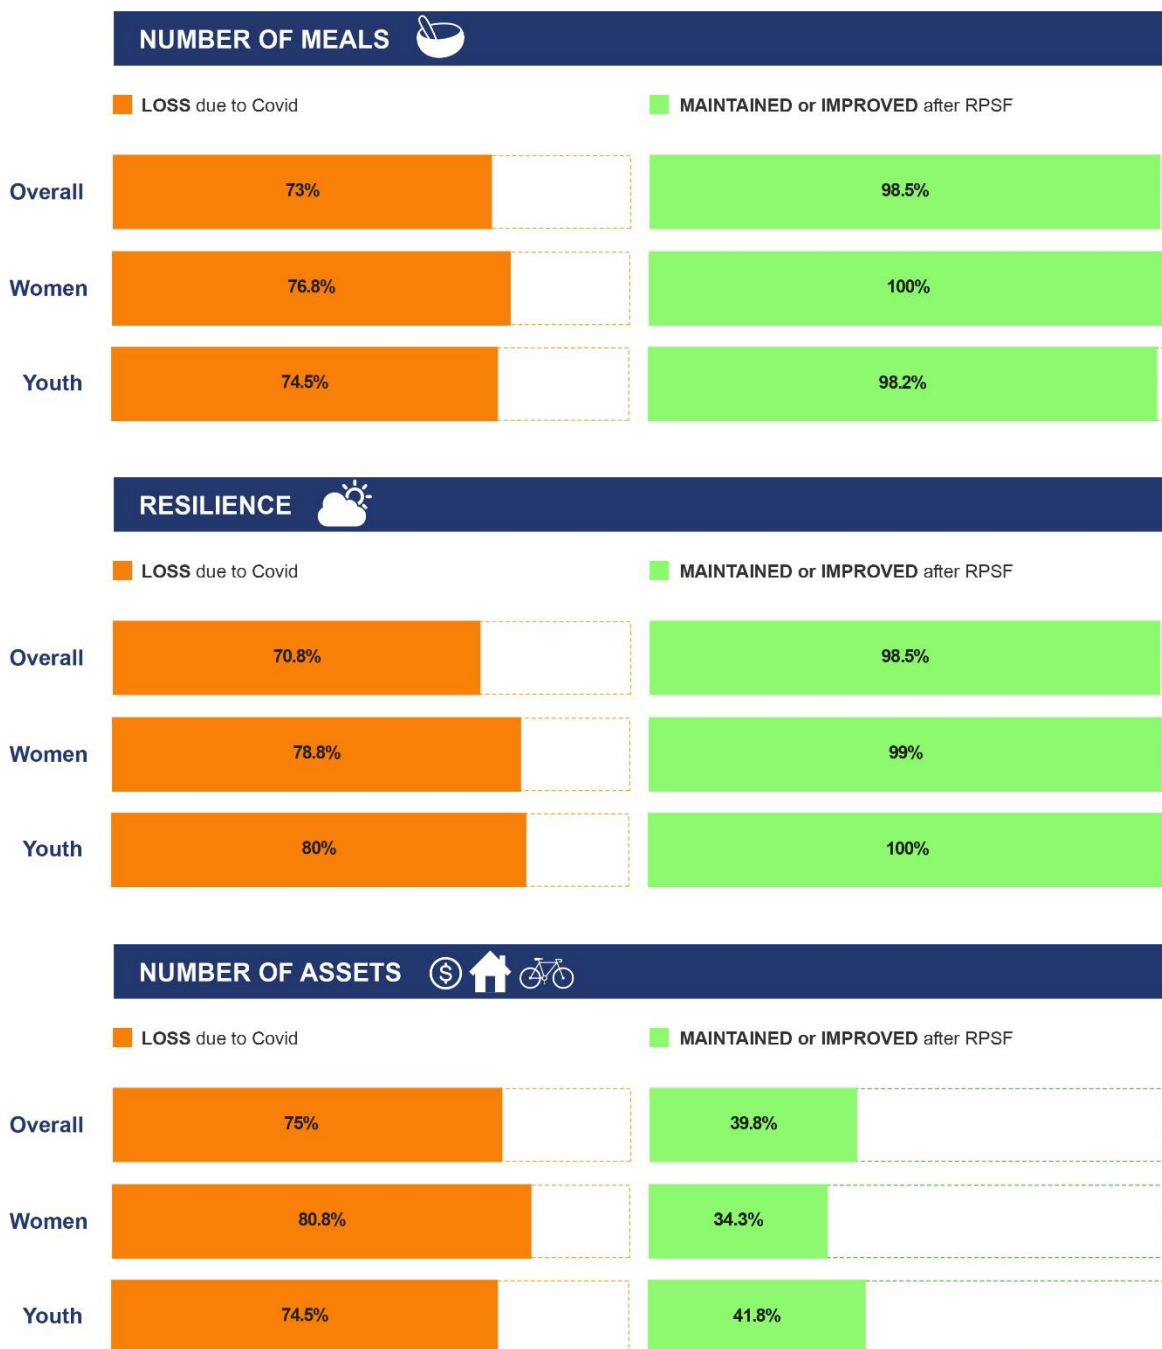 NUMBER OF MEALS
LOSS due to Covid
MAINTAINED or IMPROVED after RPSF
Overall 73% 98.5%
Women 76.8% 100%
Youth 74.5% 98.2%
RESILIENCE
LOSS due to Covid
MAINTAINED or IMPROVED after RPSF
Overall 70.8% 98.5%
Women 78.8% 99%
Youth 80% 100%
NUMBER OF ASSETS $
LOSS due to Covid
MAINTAINED or IMPROVED after RPSF
Overall 75% 39.8%
Women 80.8% 34.3%
Youth 74.5% 41.8%